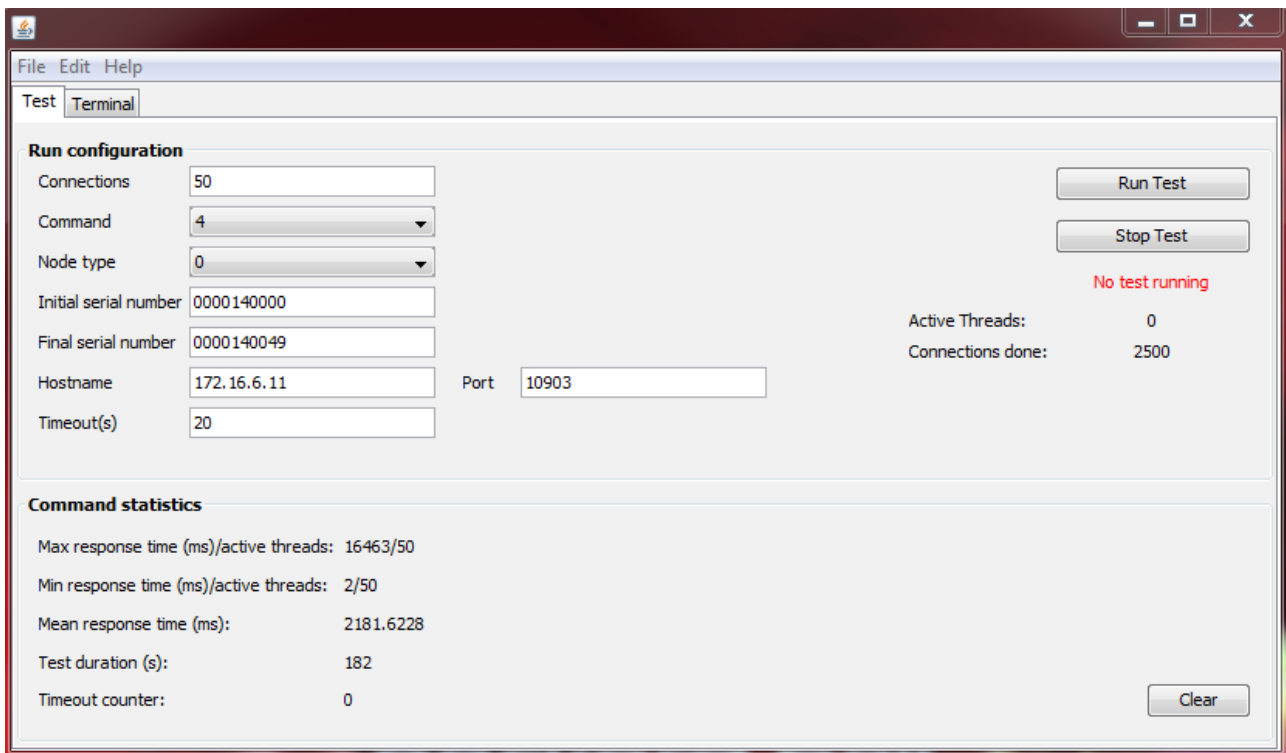 File Edit Help
Test Terminal
Run configuration
Connections 50 Run Test
Command 4
Stop Test
Node type 0
No test running
Initial serial number 0000140000
Active Threads: 0
Final serial number 0000140049
Connections done: 2500
Hostname 172.16.6.11 Port 10903
Timeout(s) 20
Command statistics
Max response time (ms)/active threads: 16463/50
Min response time (ms)/active threads: 2/50
Mean response time (ms): 2181.6228
Test duration (s): 182
Timeout counter: 0 Clear